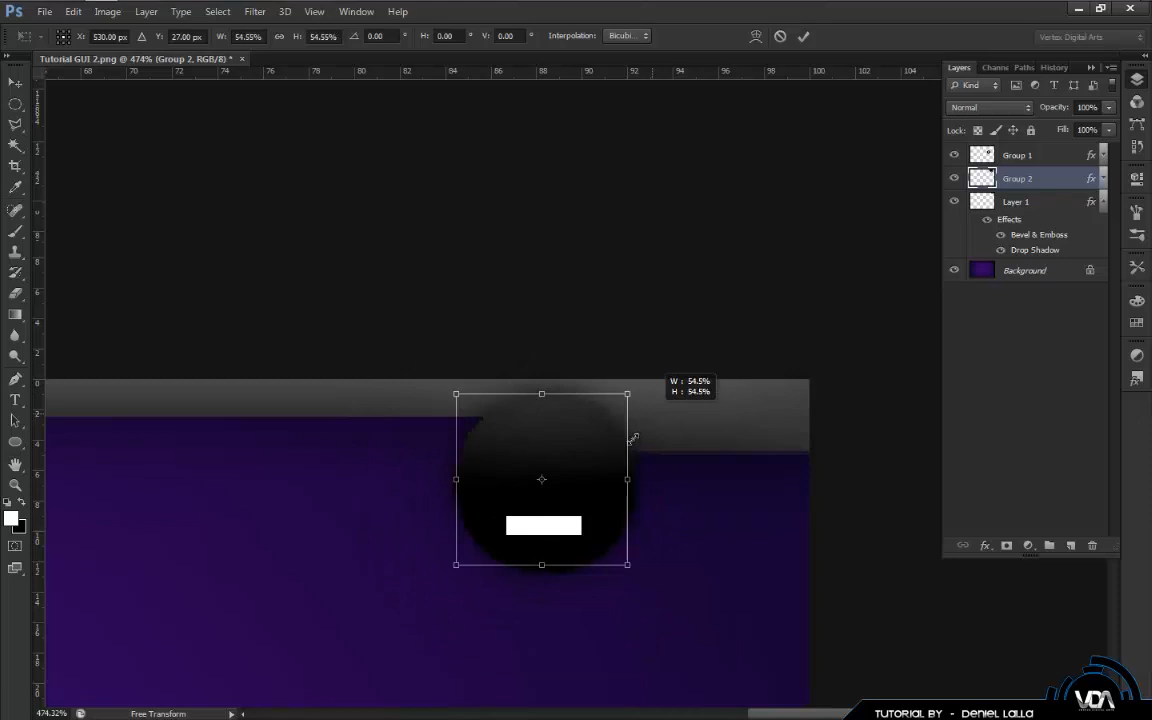 Ps File Edit Image Layer Type Select Filter 3D View Window Help
X: 530.00 px Y: 27.00 px W: 54.55% H: 54.55% 0.00 ° H: 0.00 ° V: 0.00 ° Interpolation: Bicubi... Vertex Digital Arts
Tutorial GUI 2.png @ 474% (Group 2, RGB/8) * ×
68 70 72 74 76 78 80 82 84 86 88 90 92 94 96 98 100 102 104
Layers Channels Paths History
Kind
Normal Opacity: 100%
Lock: Fill: 100%
Group 1 fx
Group 2 fx
Layer 1 fx
Effects
Bevel & Emboss
Drop Shadow
Background
W : 54.5%
H : 54.5%
474.32% Free Transform
VDA
TUTORIAL BY - DENIEL LALLA